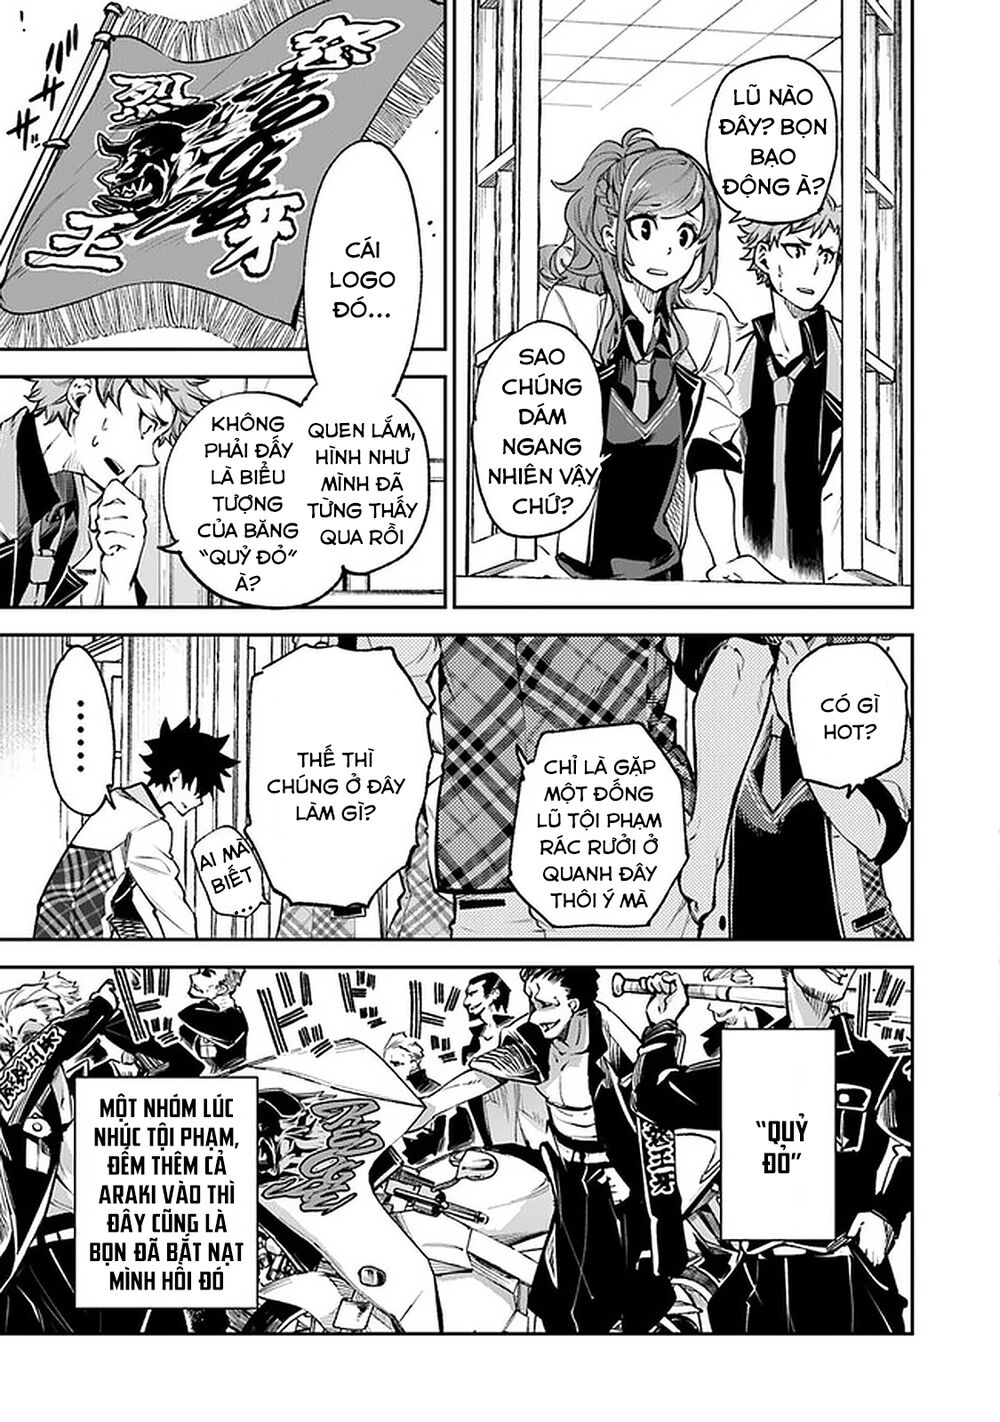 LŨ NÀO
ĐÂY? BỌN
BẠO
ĐỘNG À?
SAO
CHÚNG
DÁM
NGANG
NHIÊN VẬY
CHỨ?
烈
王
牙
CÁI
LOGO
ĐÓ...
QUEN LẮM,
HÌNH NHƯ
MÌNH ĐÃ
TỪNG THẤY
QUA RỒI
KHÔNG
PHẢI ĐẤY
LÀ BIỂU
TƯỢNG
CỦA BĂNG
“QUỶ ĐỎ”
À?
CÓ GÌ
HOT?
CHỈ LÀ GẶP
MỘT ĐỐNG
LŨ TỘI PHẠM
RÁC RƯỞI Ở
QUANH ĐÂY
THÔI Ý MÀ
THẾ THÌ
CHÚNG Ở ĐÂY
LÀM GÌ?
AI MÀ
BIẾT
...
......
“QUỶ
ĐỎ”
MỘT NHÓM LÚC
NHÚC TỘI PHẠM,
ĐẾM THÊM CẢ
ARAKI VÀO THÌ
ĐÂY CŨNG LÀ
BỌN ĐÃ BẮT NẠT
MÌNH HỒI ĐÓ